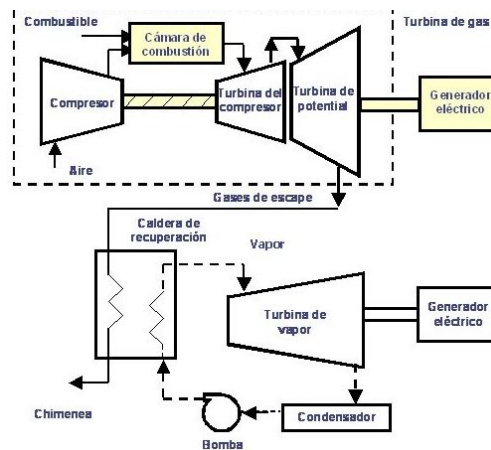 Combustible
Turbina de gas
Cámara de
combustión
Compresor
Turbina del
compresor
Turbina de
potential
Generador
eléctrico
Aire
Gases de escape
Caldera de
recuperación
Vapor
Turbina de
vapor
Generador
eléctrico
Chimenea
Bomba
Condensador